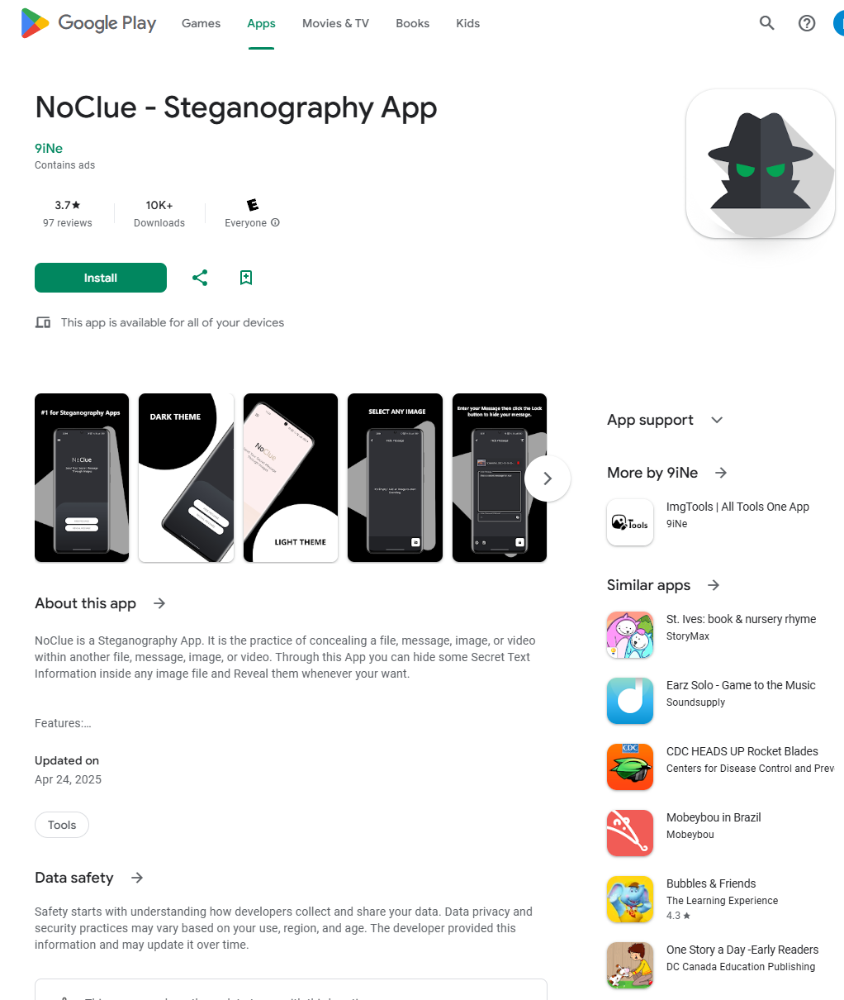 Google Play
Games
Apps
Movies & TV
Books
Kids
NoClue - Steganography App
9iNe
Contains ads
3.7★
97 reviews
10K+
Downloads
Everyone
Install
This app is available for all of your devices
#1 for Steganography Apps
NoClue
Send Your Secret Message
Through Images
DARK THEME
NoClue
LIGHT THEME
SELECT ANY IMAGE
Enter your Message then click the Lock
button to hide your message.
App support
More by 9iNe
Tools
ImgTools | All Tools One App
9iNe
Similar apps
St. Ives: book & nursery rhyme
StoryMax
Earz Solo - Game to the Music
Soundsupply
CDC
CDC HEADS UP Rocket Blades
Centers for Disease Control and Prev
Mobeybou in Brazil
Mobeybou
Bubbles & Friends
The Learning Experience
4.3 ★
One Story a Day -Early Readers
DC Canada Education Publishing
About this app
NoClue is a Steganography App. It is the practice of concealing a file, message, image, or video
within another file, message, image, or video. Through this App you can hide some Secret Text
Information inside any image file and Reveal them whenever your want.
Features:...
Updated on
Apr 24, 2025
Tools
Data safety
Safety starts with understanding how developers collect and share your data. Data privacy and
security practices may vary based on your use, region, and age. The developer provided this
information and may update it over time.